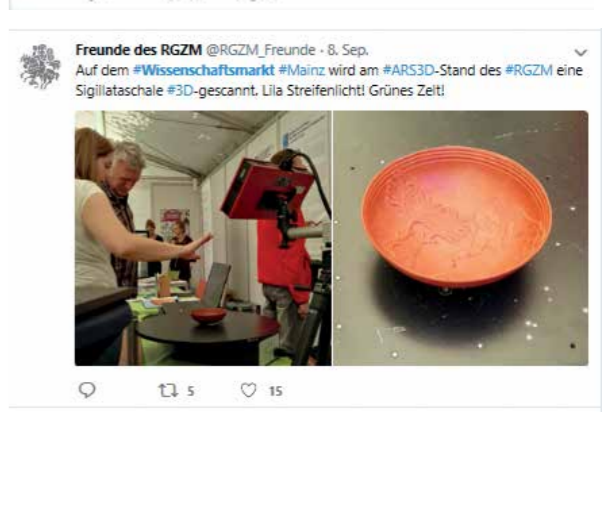 Freunde des RGZM @RGZM_Freunde · 8. Sep.
Auf dem #Wissenschaftsmarkt #Mainz wird am #ARS3D-Stand des #RGZM eine
Sigillataschale #3D-gescannt. Lila Streifenlicht! Grünes Zelt!
5 15